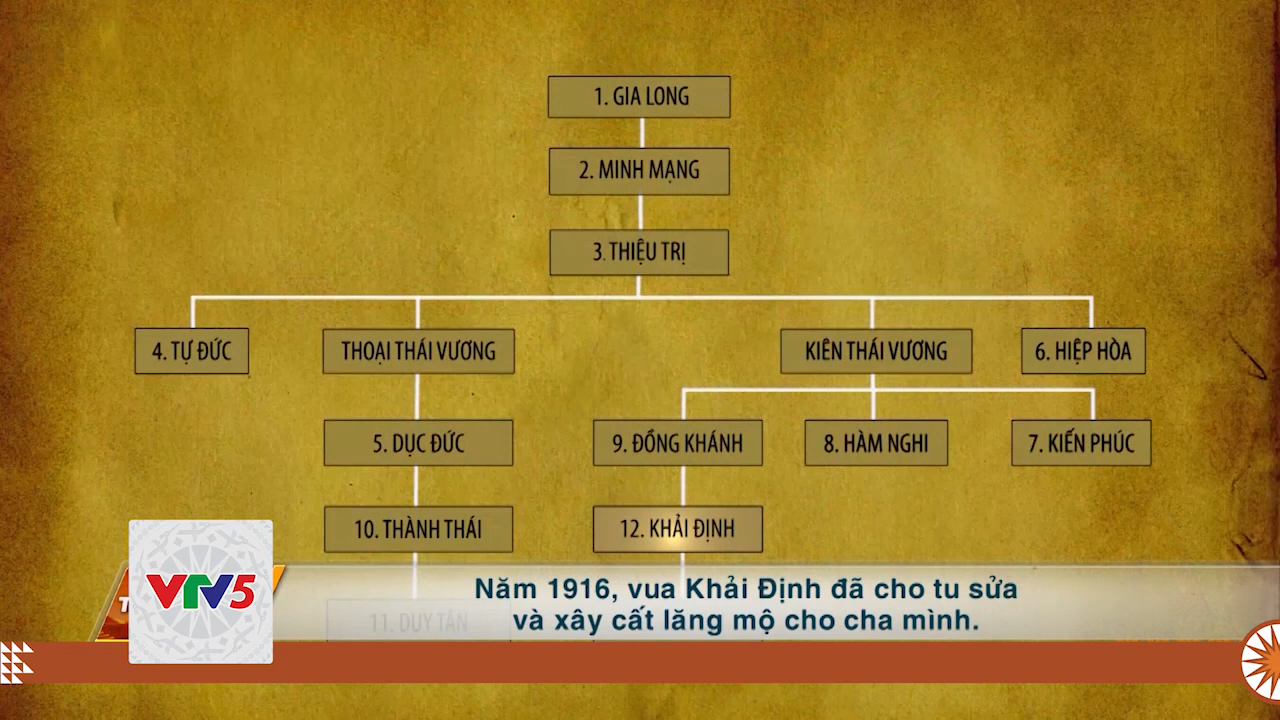 1. GIA LONG
2. MINH MẠNG
3. THIỆU TRỊ
4. TỰ ĐỨC
THOẠI THÁI VƯƠNG
KIÊN THÁI VƯƠNG
6. HIỆP HÒA
5. DỤC ĐỨC
9. ĐỒNG KHÁNH
8. HÀM NGHI
7. KIẾN PHÚC
10. THÀNH THÁI
12. KHẢI ĐỊNH
VTV5
Năm 1916, vua Khải Định đã cho tu sửa
và xây cất lăng mộ cho cha mình.
11. DUY TÂN